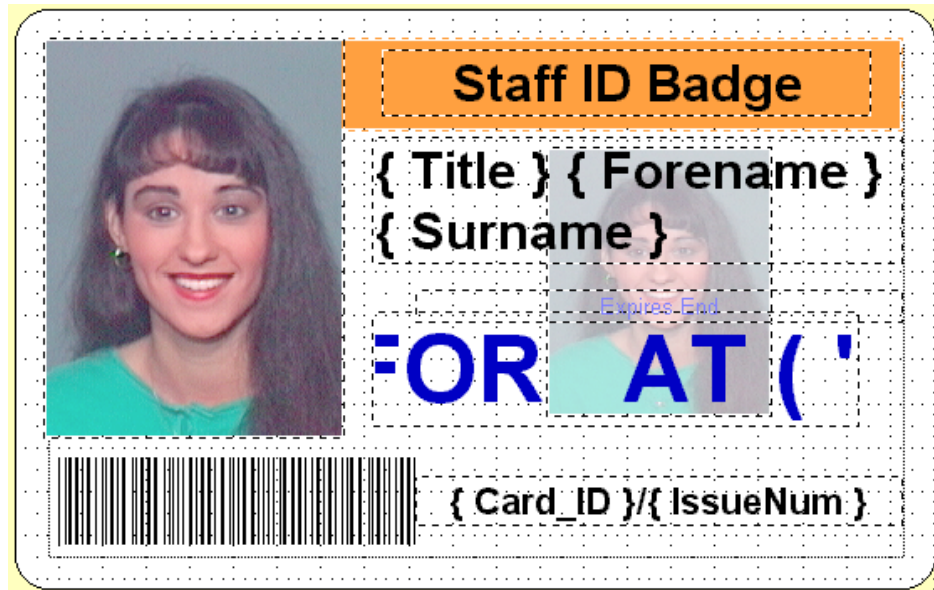 Staff ID Badge
{ Title } { Forename }
{ Surname }
Expires End
FOR AT ( '
{ Card_ID }/{ IssueNum }